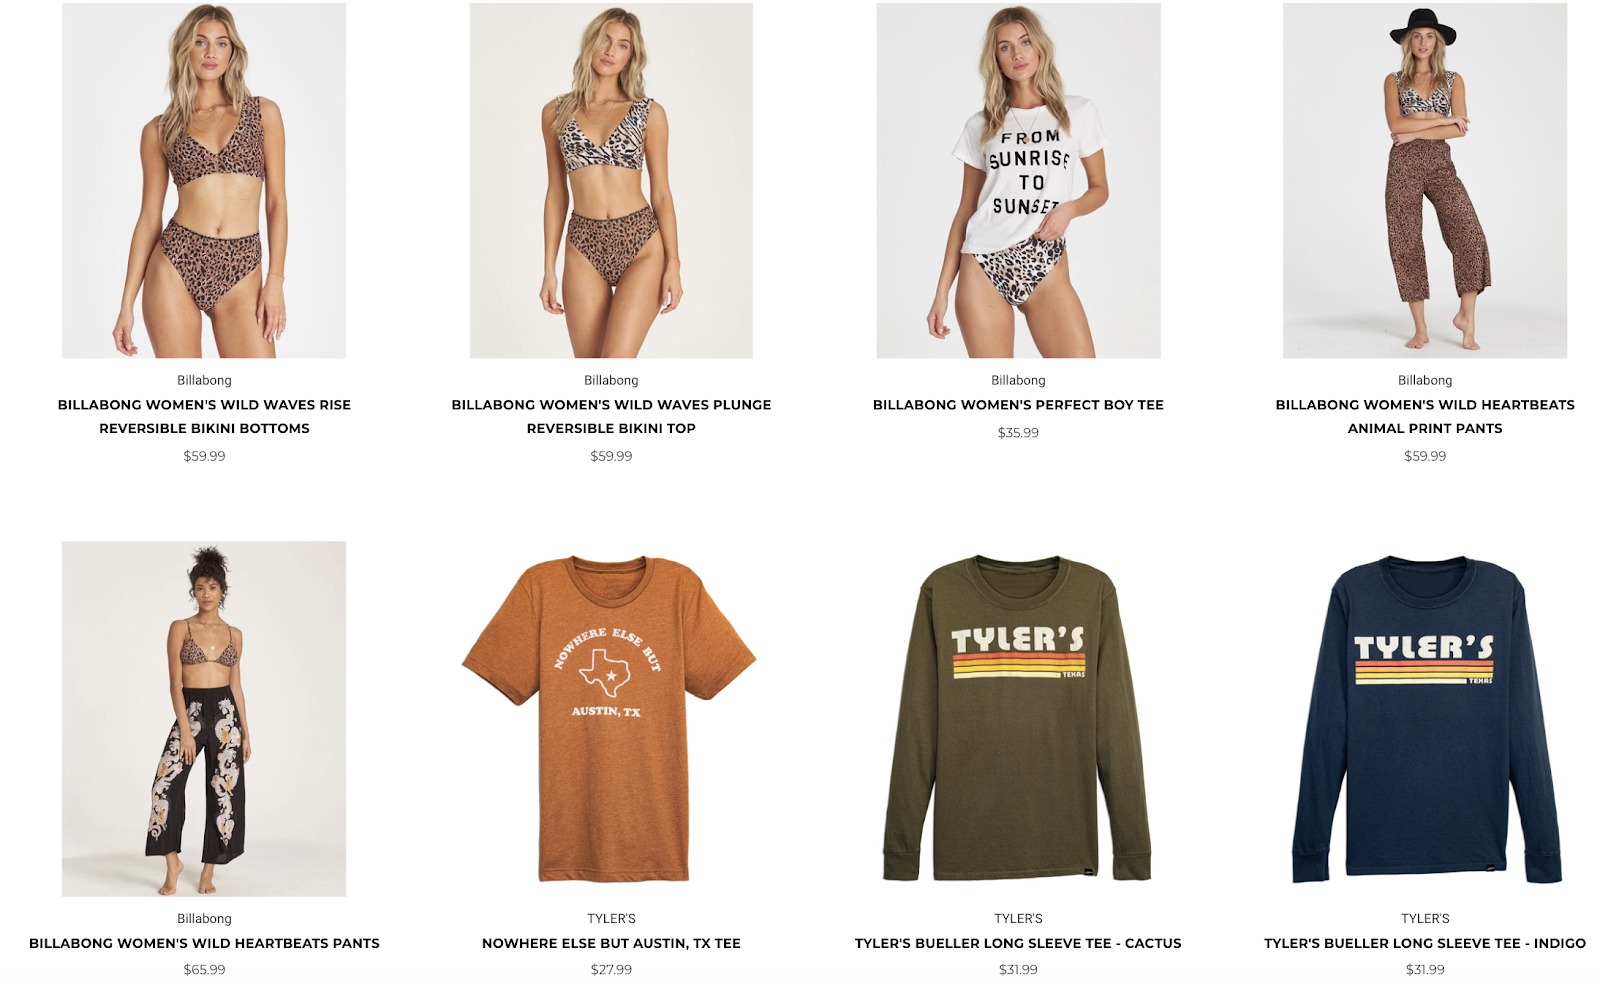 FROM
SUNRISE
TO
SUNSET
Billabong
BILLABONG WOMEN'S WILD WAVES RISE
REVERSIBLE BIKINI BOTTOMS
$59.99
Billabong
BILLABONG WOMEN'S WILD WAVES PLUNGE
REVERSIBLE BIKINI TOP
$59.99
Billabong
BILLABONG WOMEN'S PERFECT BOY TEE
$35.99
Billabong
BILLABONG WOMEN'S WILD HEARTBEATS
ANIMAL PRINT PANTS
$59.99
NOWHERE ELSE BUT
AUSTIN, TX
TYLER'S
TEXAS
TYLER'S
TEXAS
Billabong
BILLABONG WOMEN'S WILD HEARTBEATS PANTS
$65.99
TYLER'S
NOWHERE ELSE BUT AUSTIN, TX TEE
$27.99
TYLER'S
TYLER'S BUELLER LONG SLEEVE TEE - CACTUS
$31.99
TYLER'S
TYLER'S BUELLER LONG SLEEVE TEE - INDIGO
$31.99